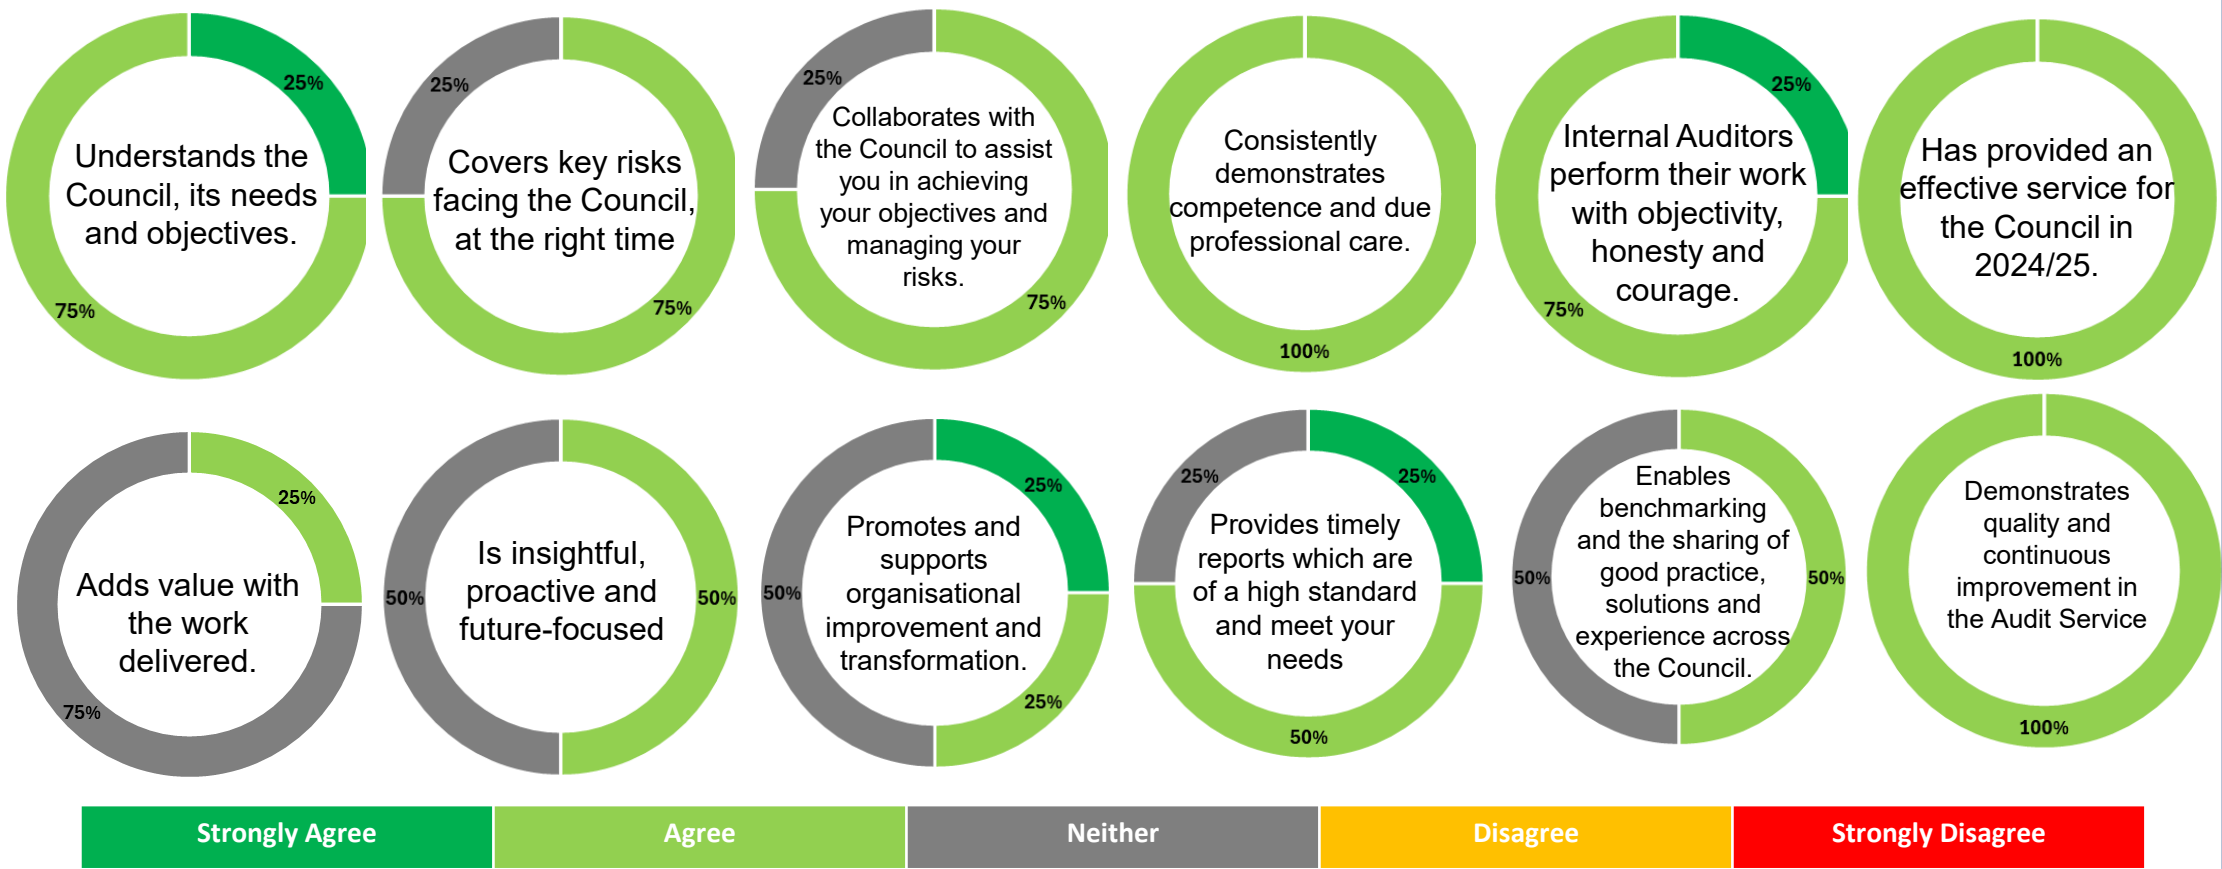 25%
Understands the
Council, its needs
and objectives.
75%
25%
Covers key risks
facing the Council,
at the right time
75%
25%
Collaborates with
the Council to assist
you in achieving
your objectives and
managing your
risks.
75%
Consistently
demonstrates
competence and due
professional care.
100%
25%
Internal Auditors
perform their work
with objectivity,
honesty and
courage.
75%
Has provided an
effective service for
the Council in
2024/25.
100%
25%
Adds value with
the work
delivered.
75%
50%
Is insightful,
proactive and
future-focused
50%
25%
Promotes and
supports
organisational
improvement and
transformation.
50%
25%
25%
25%
Provides timely
reports which are
of a high standard
and meet your
needs
50%
Enables
benchmarking
and the sharing of
good practice,
solutions and
experience across
the Council.
50%
50%
Demonstrates
quality and
continuous
improvement in
the Audit Service
100%
Strongly Agree
Agree
Neither
Disagree
Strongly Disagree